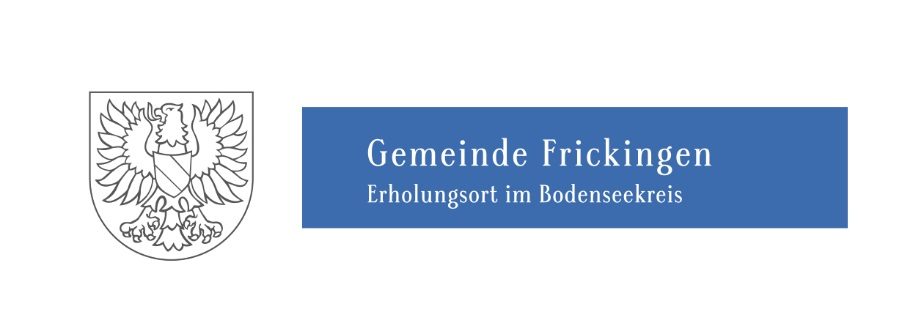 Gemeinde Frickingen
Erholungsort im Bodenseekreis